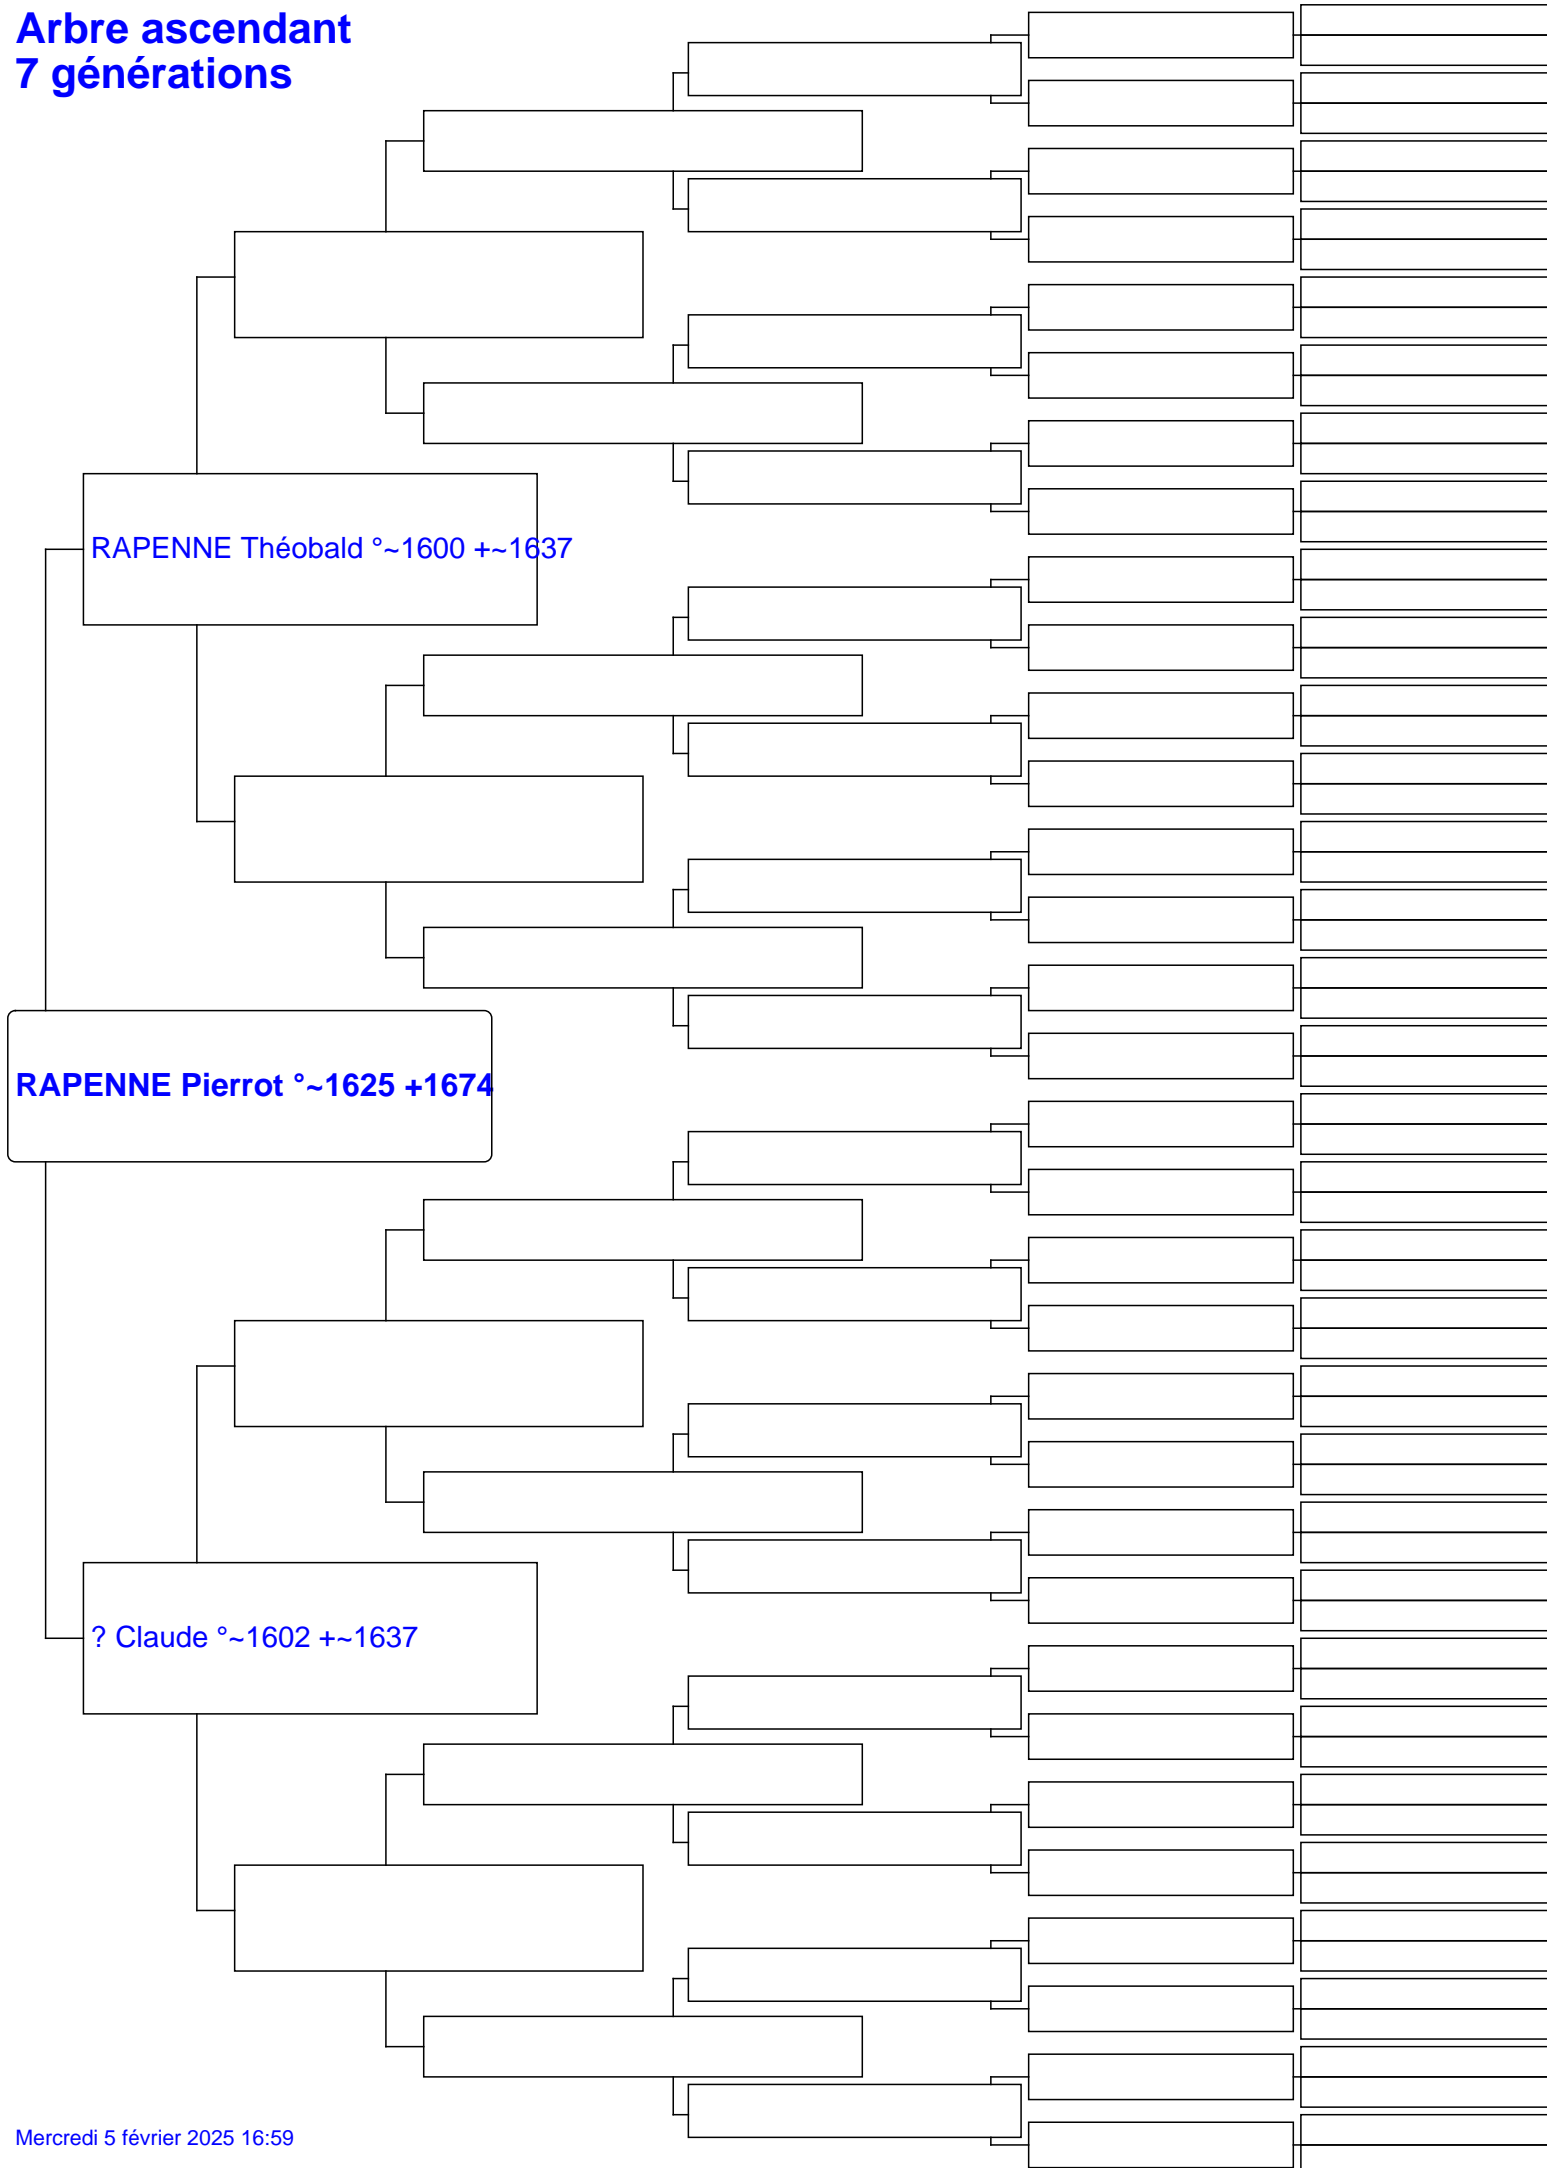 Arbre ascendant
7 générations
RAPENNE Théobald °~1600 +~1637
RAPENNE Pierrot °~1625 +1674
? Claude °~1602 +~1637
Mercredi 5 février 2025 16:59